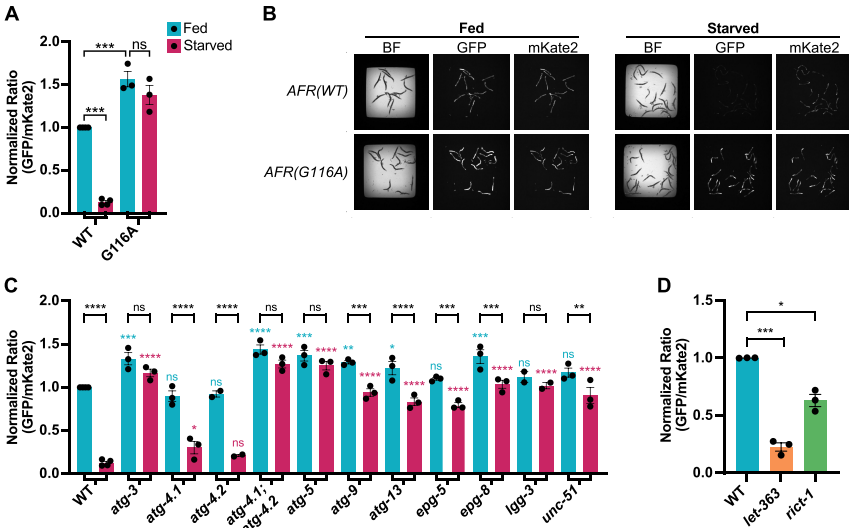 A
Fed
Starved
Normalized Ratio
(GFP/mKate2)
2.0
1.5
1.0
0.5
0.0
***
***
ns
WT
G116A
B
Fed
Starved
BF GFP mKate2
BF GFP mKate2
AFR(WT)
AFR(G116A)
C
Normalized Ratio
(GFP/mKate2)
2.0
1.5
1.0
0.5
0.0
**** ns **** **** ns ns *** **** *** *** ns **
*** **** ns * ns ns **** **** *** **** ** **** * **** ns **** *** **** ns **** ns ****
WT
atg-3
atg-4.1
atg-4.2
atg-4.1;
atg-4.2
atg-5
atg-9
atg-13
epg-5
epg-8
lgg-3
unc-51
D
Normalized Ratio
(GFP/mKate2)
1.5
1.0
0.5
0.0
*
***
WT
let-363
rict-1